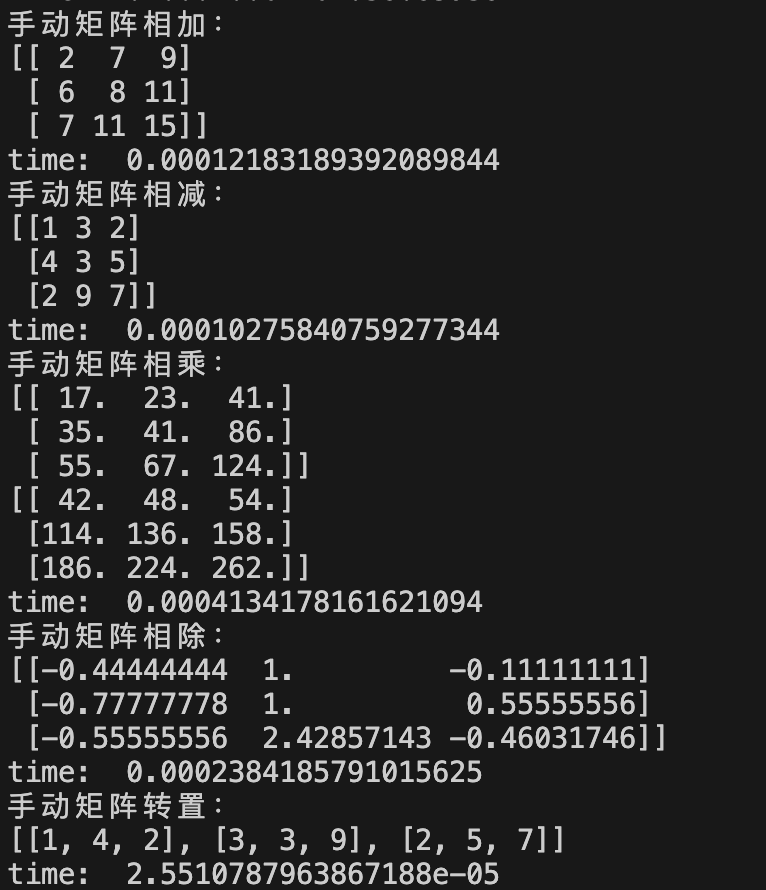 手动矩阵相加:
[[ 2  7  9]
 [ 6  8 11]
 [ 7 11 15]]
time:  0.00012183189392089844
手动矩阵相减:
[[1 3 2]
 [4 3 5]
 [2 9 7]]
time:  0.00010275840759277344
手动矩阵相乘:
[[ 17.  23.  41.]
 [ 35.  41.  86.]
 [ 55.  67. 124.]]
[[ 42.  48.  54.]
 [114. 136. 158.]
 [186. 224. 262.]]
time:  0.0004134178161621094
手动矩阵相除:
[[-0.44444444  1.         -0.11111111]
 [-0.77777778  1.          0.55555556]
 [-0.55555556  2.42857143 -0.46031746]]
time:  0.0002384185791015625
手动矩阵转置:
[[1, 4, 2], [3, 3, 9], [2, 5, 7]]
time:  2.5510787963867188e-05